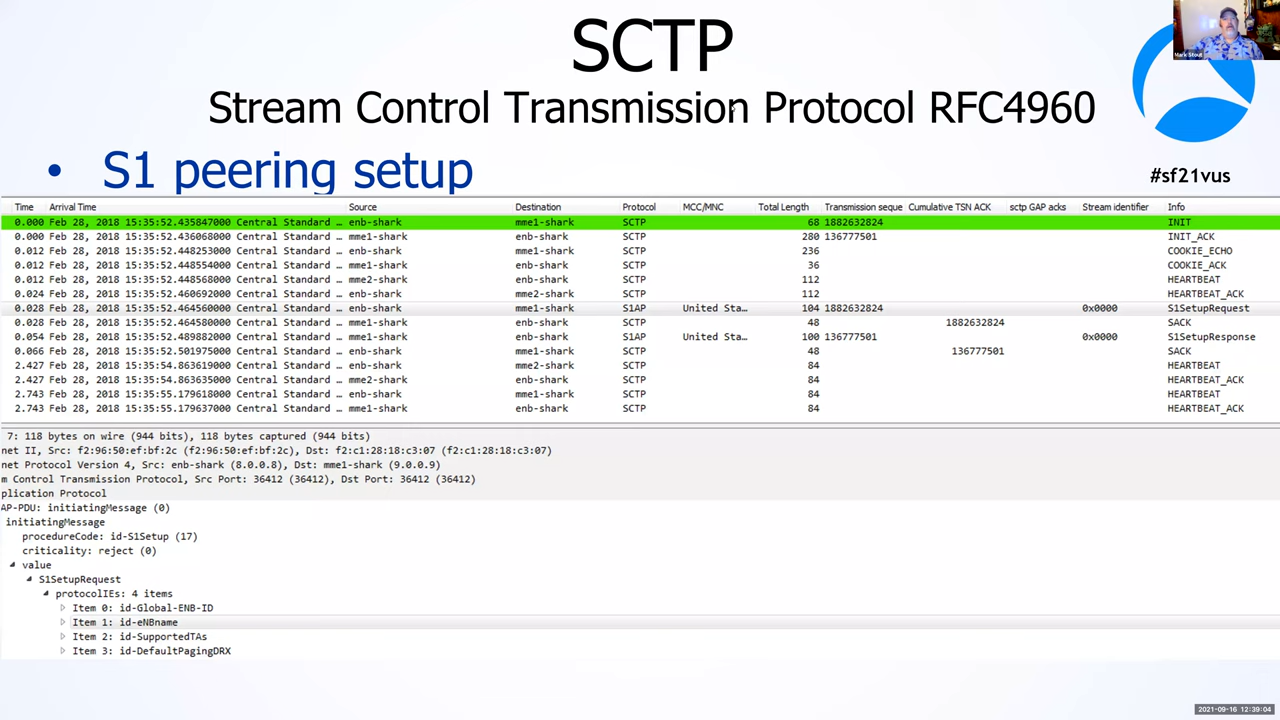 SCTP
Mark Stout
Stream Control Transmission Protocol RFC4960
• S1 peering setup
#sf21vus
Time Arrival Time Source Destination Protocol MCC/MNC Total Length Transmission seque Cumulative TSN ACK sctp GAP acks Stream identifier Info
0.000 Feb 28, 2018 15:35:52.435847000 Central Standard … enb-shark mme1-shark SCTP 68 1882632824 INIT
0.000 Feb 28, 2018 15:35:52.436068000 Central Standard … mme1-shark enb-shark SCTP 280 136777501 INIT_ACK
0.012 Feb 28, 2018 15:35:52.448253000 Central Standard … enb-shark mme1-shark SCTP 236 COOKIE_ECHO
0.012 Feb 28, 2018 15:35:52.448554000 Central Standard … mme1-shark enb-shark SCTP 36 COOKIE_ACK
0.012 Feb 28, 2018 15:35:52.448568000 Central Standard … mme2-shark enb-shark SCTP 112 HEARTBEAT
0.024 Feb 28, 2018 15:35:52.460692000 Central Standard … enb-shark mme2-shark SCTP 112 HEARTBEAT_ACK
0.028 Feb 28, 2018 15:35:52.464560000 Central Standard … enb-shark mme1-shark S1AP United Sta… 104 1882632824 0x0000 S1SetupRequest
0.028 Feb 28, 2018 15:35:52.464580000 Central Standard … mme1-shark enb-shark SCTP 48 1882632824 SACK
0.054 Feb 28, 2018 15:35:52.489882000 Central Standard … mme1-shark enb-shark S1AP United Sta… 100 136777501 0x0000 S1SetupResponse
0.066 Feb 28, 2018 15:35:52.501975000 Central Standard … enb-shark mme1-shark SCTP 48 136777501 SACK
2.427 Feb 28, 2018 15:35:54.863619000 Central Standard … enb-shark mme2-shark SCTP 84 HEARTBEAT
2.427 Feb 28, 2018 15:35:54.863635000 Central Standard … mme2-shark enb-shark SCTP 84 HEARTBEAT_ACK
2.743 Feb 28, 2018 15:35:55.179618000 Central Standard … enb-shark mme1-shark SCTP 84 HEARTBEAT
2.743 Feb 28, 2018 15:35:55.179637000 Central Standard … mme1-shark enb-shark SCTP 84 HEARTBEAT_ACK
7: 118 bytes on wire (944 bits), 118 bytes captured (944 bits)
net II, Src: f2:96:50:ef:bf:2c (f2:96:50:ef:bf:2c), Dst: f2:c1:28:18:c3:07 (f2:c1:28:18:c3:07)
net Protocol Version 4, Src: enb-shark (8.0.0.8), Dst: mme1-shark (9.0.0.9)
m Control Transmission Protocol, Src Port: 36412 (36412), Dst Port: 36412 (36412)
plication Protocol
AP-PDU: initiatingMessage (0)
initiatingMessage
procedureCode: id-S1Setup (17)
criticality: reject (0)
value
S1SetupRequest
protocolIEs: 4 items
Item 0: id-Global-ENB-ID
Item 1: id-eNBname
Item 2: id-SupportedTAs
Item 3: id-DefaultPagingDRX
2021-09-16 12:39:04